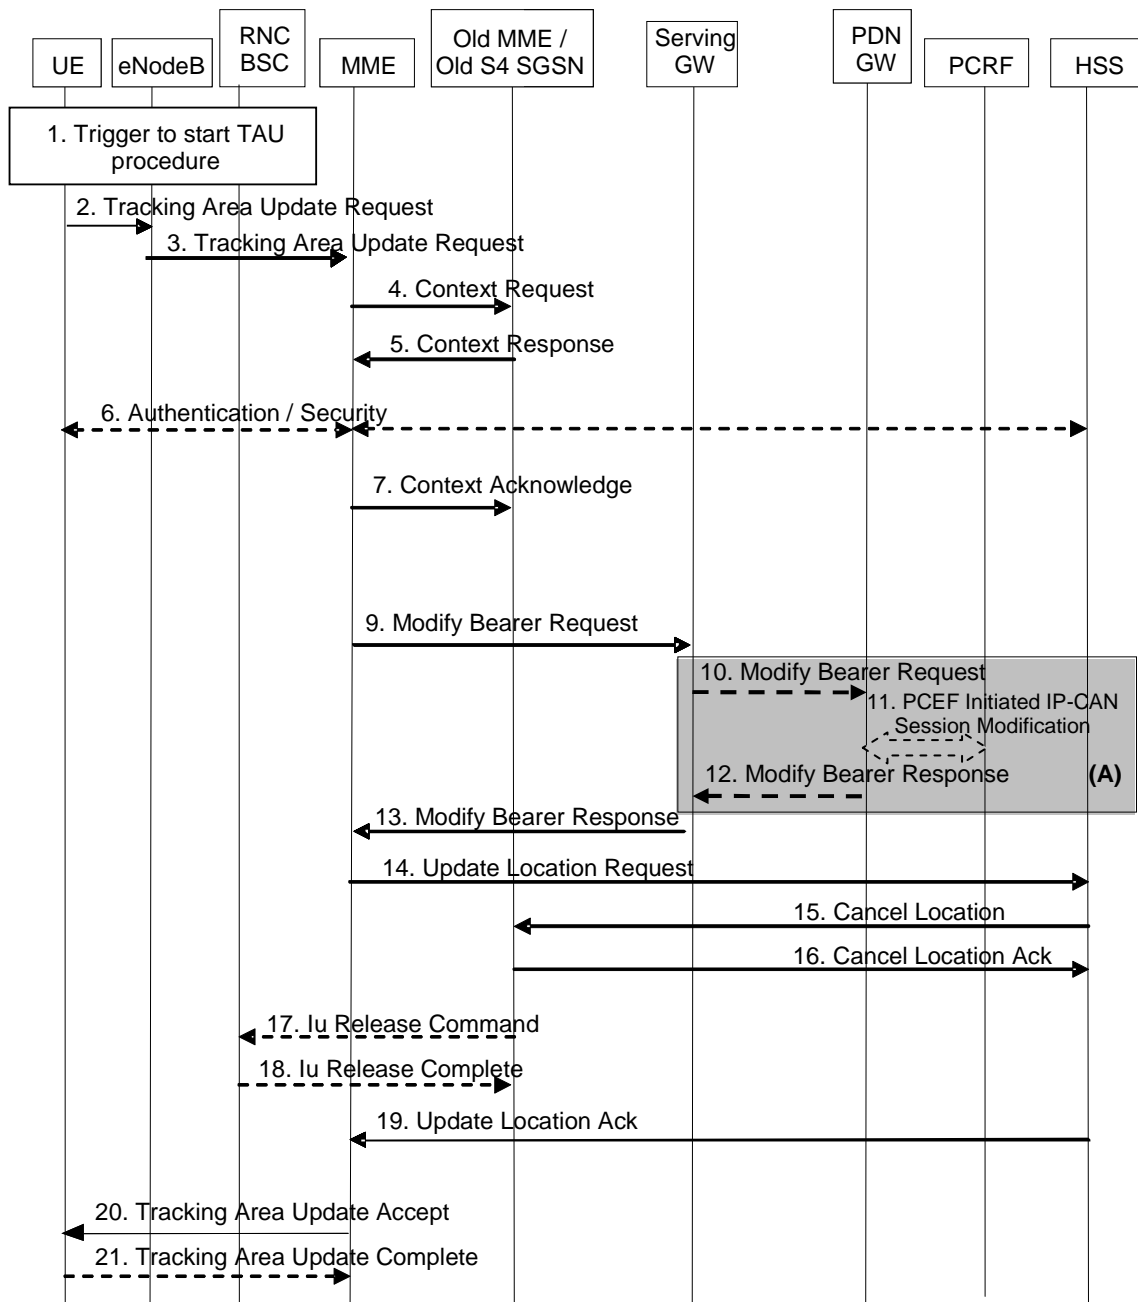 UE
eNodeB
RNC
BSC
MME
Old MME /
Old S4 SGSN
Serving
GW
PDN
GW
PCRF
HSS
1. Trigger to start TAU
procedure
2. Tracking Area Update Request
3. Tracking Area Update Request
4. Context Request
5. Context Response
6. Authentication / Security
7. Context Acknowledge
9. Modify Bearer Request
10. Modify Bearer Request
11. PCEF Initiated IP-CAN
Session Modification
12. Modify Bearer Response
(A)
13. Modify Bearer Response
14. Update Location Request
15. Cancel Location
16. Cancel Location Ack
17. Iu Release Command
18. Iu Release Complete
19. Update Location Ack
20. Tracking Area Update Accept
21. Tracking Area Update Complete